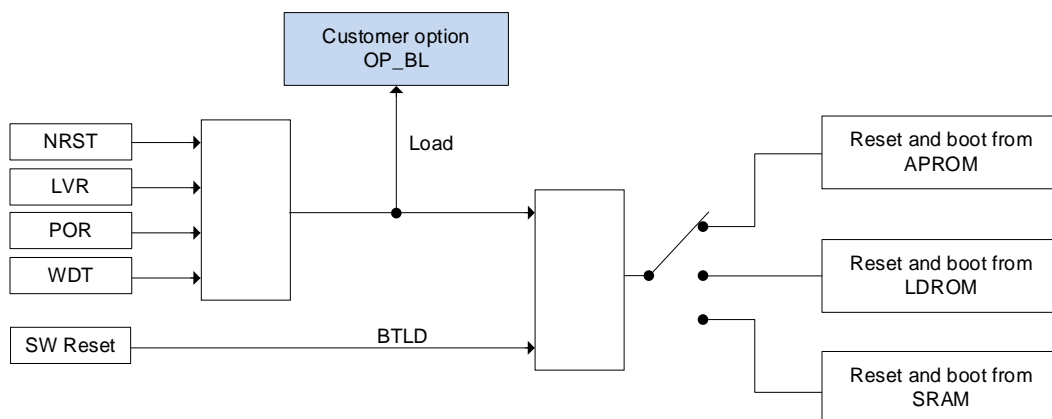 Customer option
OP_BL
Load
NRST
LVR
POR
WDT
SW Reset
BTLD
Reset and boot from
APROM
Reset and boot from
LDROM
Reset and boot from
SRAM